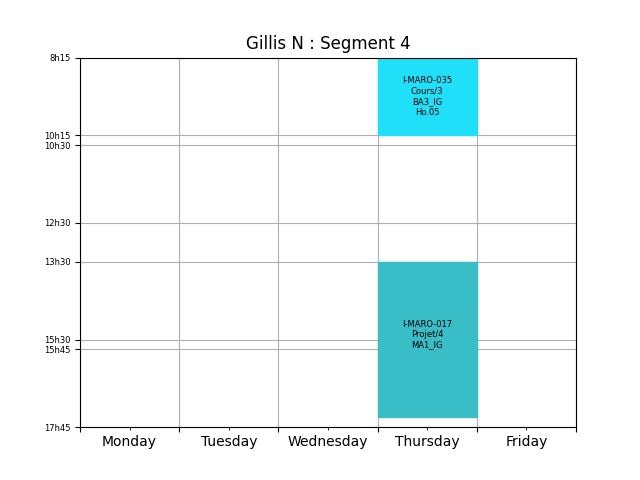 Gillis N : Segment 4
8h15
I-MARO-035
Cours/3
BA3_IG
Ho.05
10h15
10h30
12h30
13h30
I-MARO-017
Projet/4
MA1_IG
15h30
15h45
17h45
Monday Tuesday Wednesday Thursday Friday